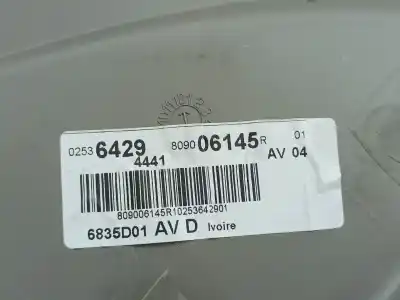 0253 6429 8090 06145 R 01
4441 AV 04
809006145R10253642901
6835D01 AV D Ivoire